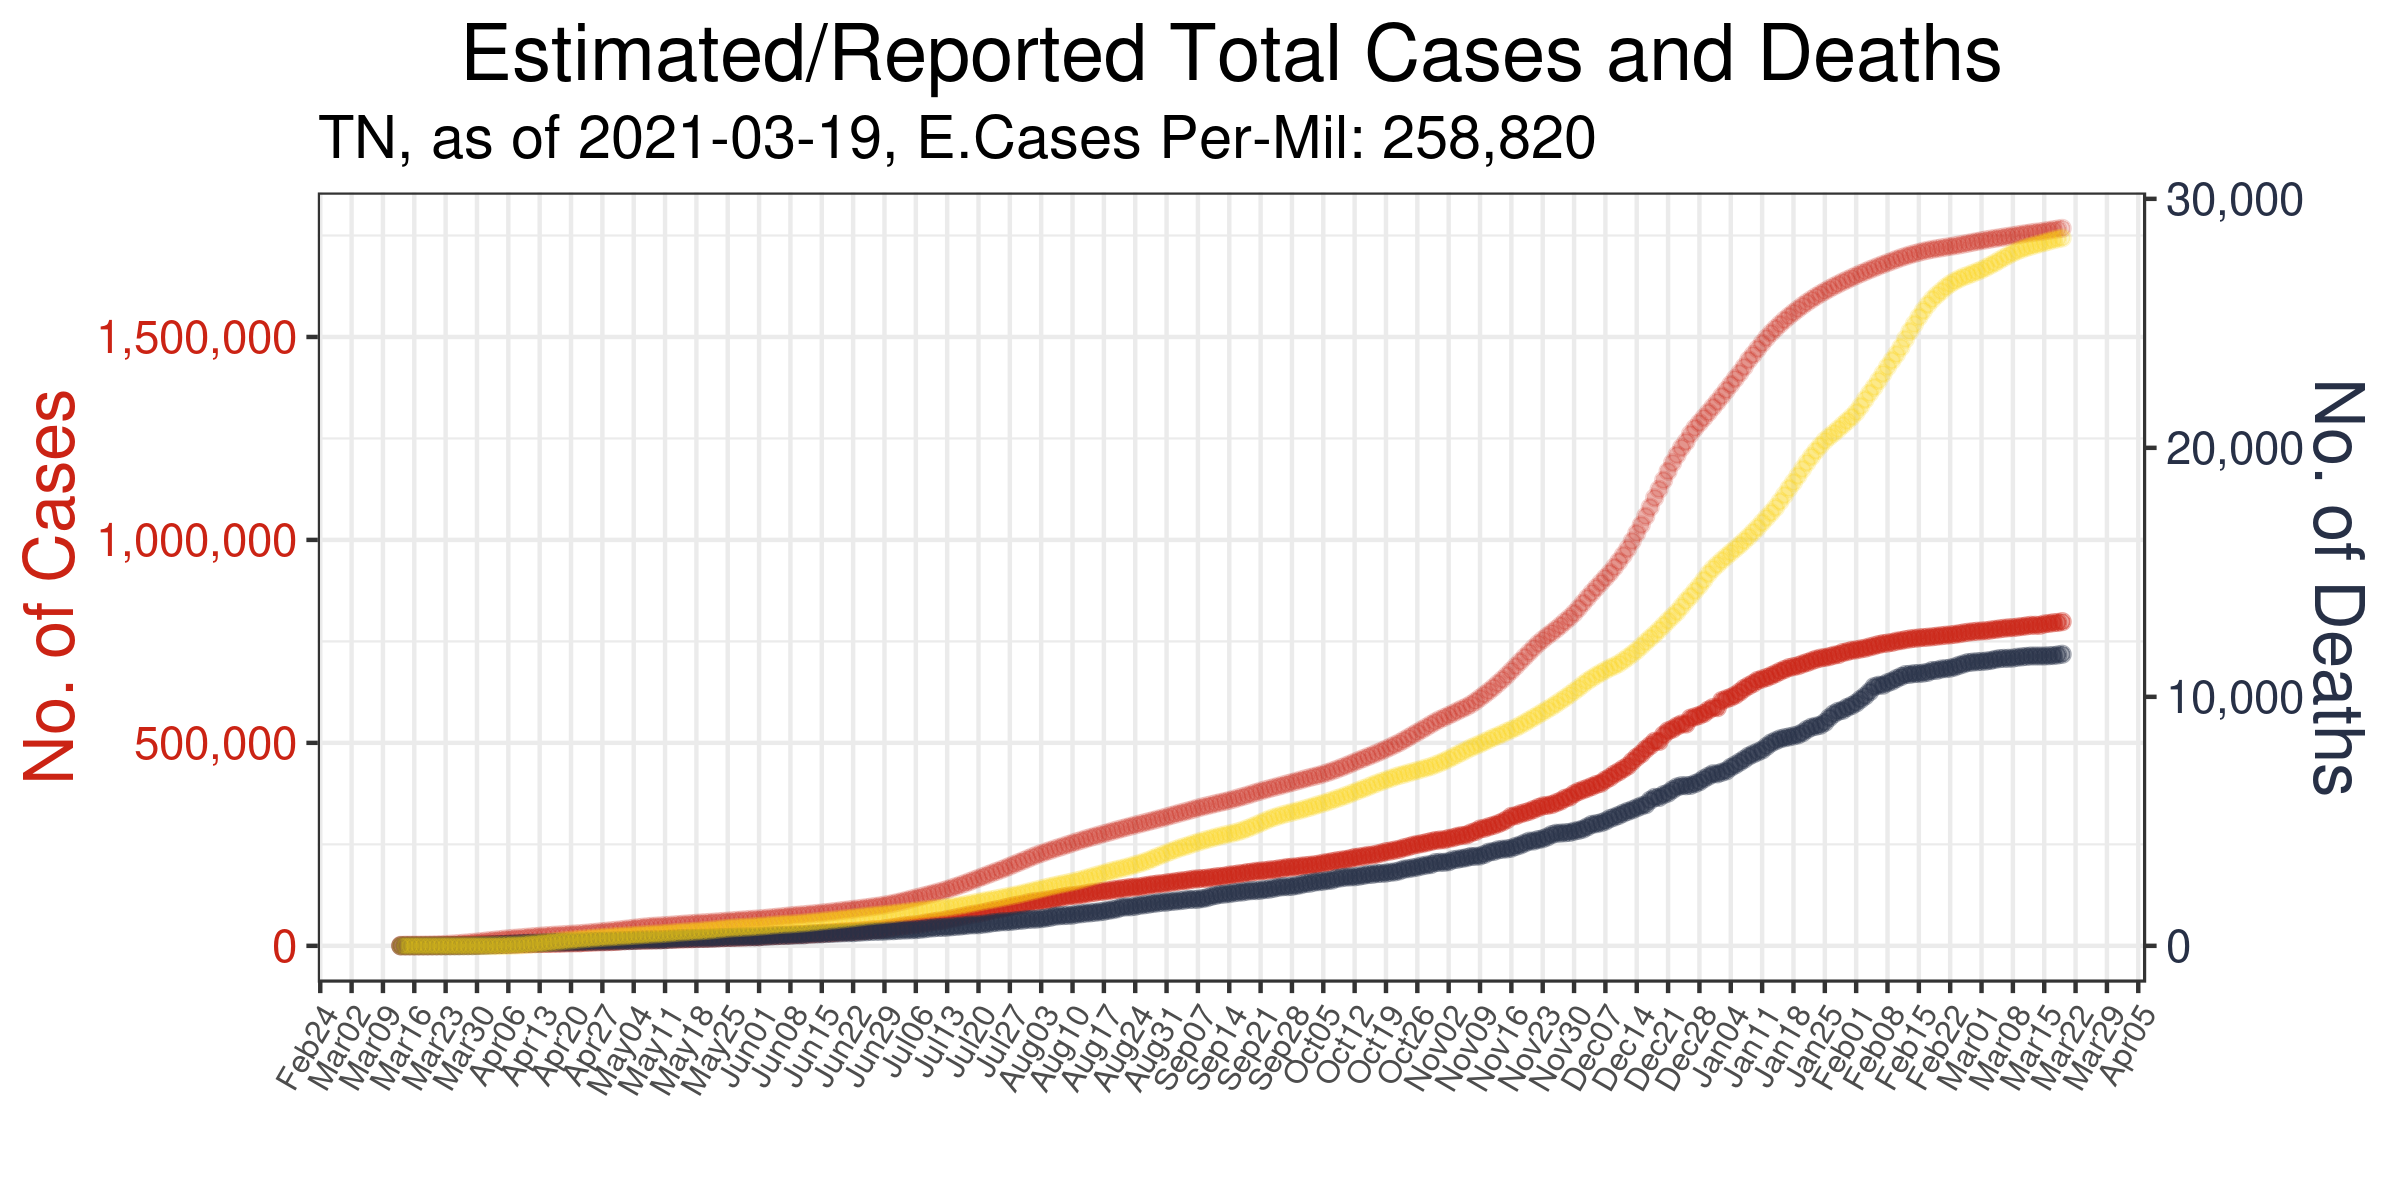 Estimated/Reported Total Cases and Deaths
TN, as of 2021-03-19, E.Cases Per-Mil: 258,820
No. of Cases
1,500,000
1,000,000
500,000
0
30,000
20,000
10,000
0
No. of Deaths
Feb24
Mar02
Mar09
Mar16
Mar23
Mar30
Apr06
Apr13
Apr20
Apr27
May04
May11
May18
May25
Jun01
Jun08
Jun15
Jun22
Jun29
Jul06
Jul13
Jul20
Jul27
Aug03
Aug10
Aug17
Aug24
Aug31
Sep07
Sep14
Sep21
Sep28
Oct05
Oct12
Oct19
Oct26
Nov02
Nov09
Nov16
Nov23
Nov30
Dec07
Dec14
Dec21
Dec28
Jan04
Jan11
Jan18
Jan25
Feb01
Feb08
Feb15
Feb22
Mar01
Mar08
Mar15
Mar22
Mar29
Apr05